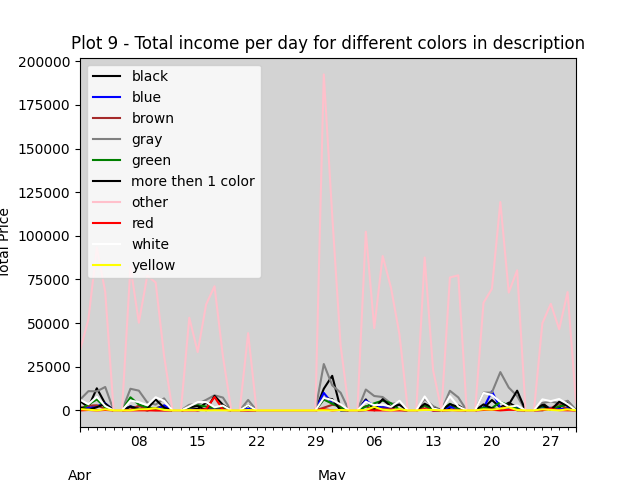 Plot 9 - Total income per day for different colors in description
200000
175000
150000
125000
100000
75000
50000
25000
0
Total Price
black
blue
brown
gray
green
more then 1 color
other
red
white
yellow
08
15
22
29
06
13
20
27
Apr
May